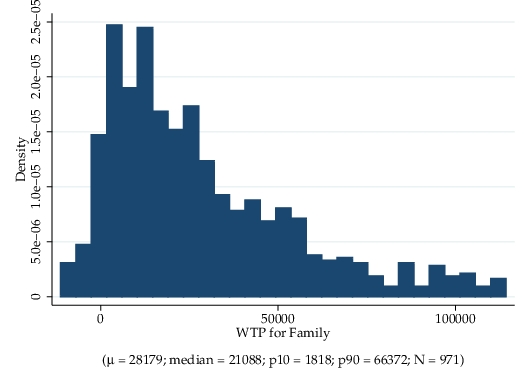 2.5e-05
2.0e-05
1.5e-05
1.0e-05
5.0e-06
0
Density
0
50000
100000
WTP for Family
(μ = 28179; median = 21088; p10 = 1818; p90 = 66372; N = 971)